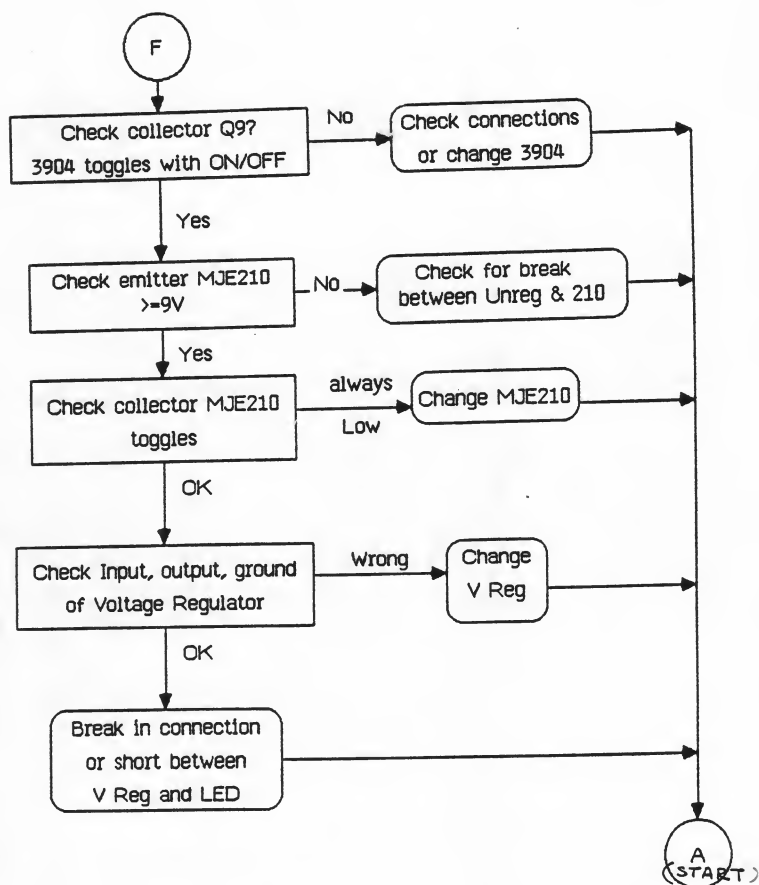 F
Check collector Q9?
3904 toggles with ON/OFF
No
Check connections
or change 3904
Yes
Check emitter MJE210
>=9V
No
Check for break
between Unreg & 210
Yes
Check collector MJE210
toggles
always
Low
Change MJE210
OK
Check Input, output, ground
of Voltage Regulator
Wrong
Change
V Reg
OK
Break in connection
or short between
V Reg and LED
A
(START)